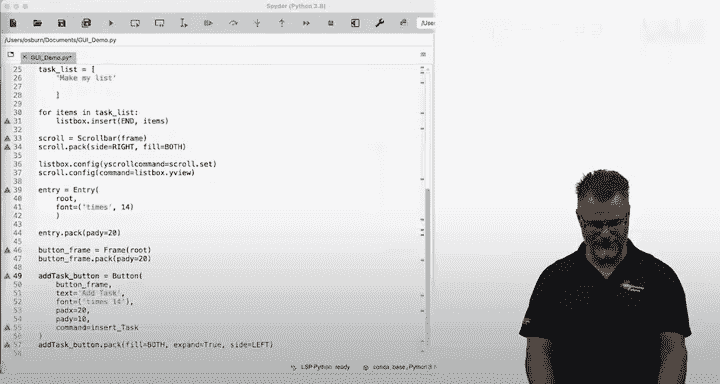 Spyder (Python 3.8)
/User
/Users/osburn/Documents/GUI_Demo.py
GUI_Demo.py*
25 task_list = [
26 'Make my list'
27
28 ]
29
30 for items in task_list:
31 listbox.insert(END, items)
32
33 scroll = Scrollbar(frame)
34 scroll.pack(side=RIGHT, fill=BOTH)
35
36 listbox.config(yscrollcommand=scroll.set)
37 scroll.config(command=listbox.yview)
38
39 entry = Entry(
40 root,
41 font=('times', 14)
42 )
43
44 entry.pack(pady=20)
45
46 button_frame = Frame(root)
47 button_frame.pack(pady=20)
48
49 addTask_button = Button(
50 button_frame,
51 text='Add Task',
52 font=('times 14'),
53 padx=20,
54 pady=10,
55 command=insert_Task
56 )
57 addTask_button.pack(fill=BOTH, expand=True, side=LEFT)
58
LSP Python: ready conda: base (Python 3.